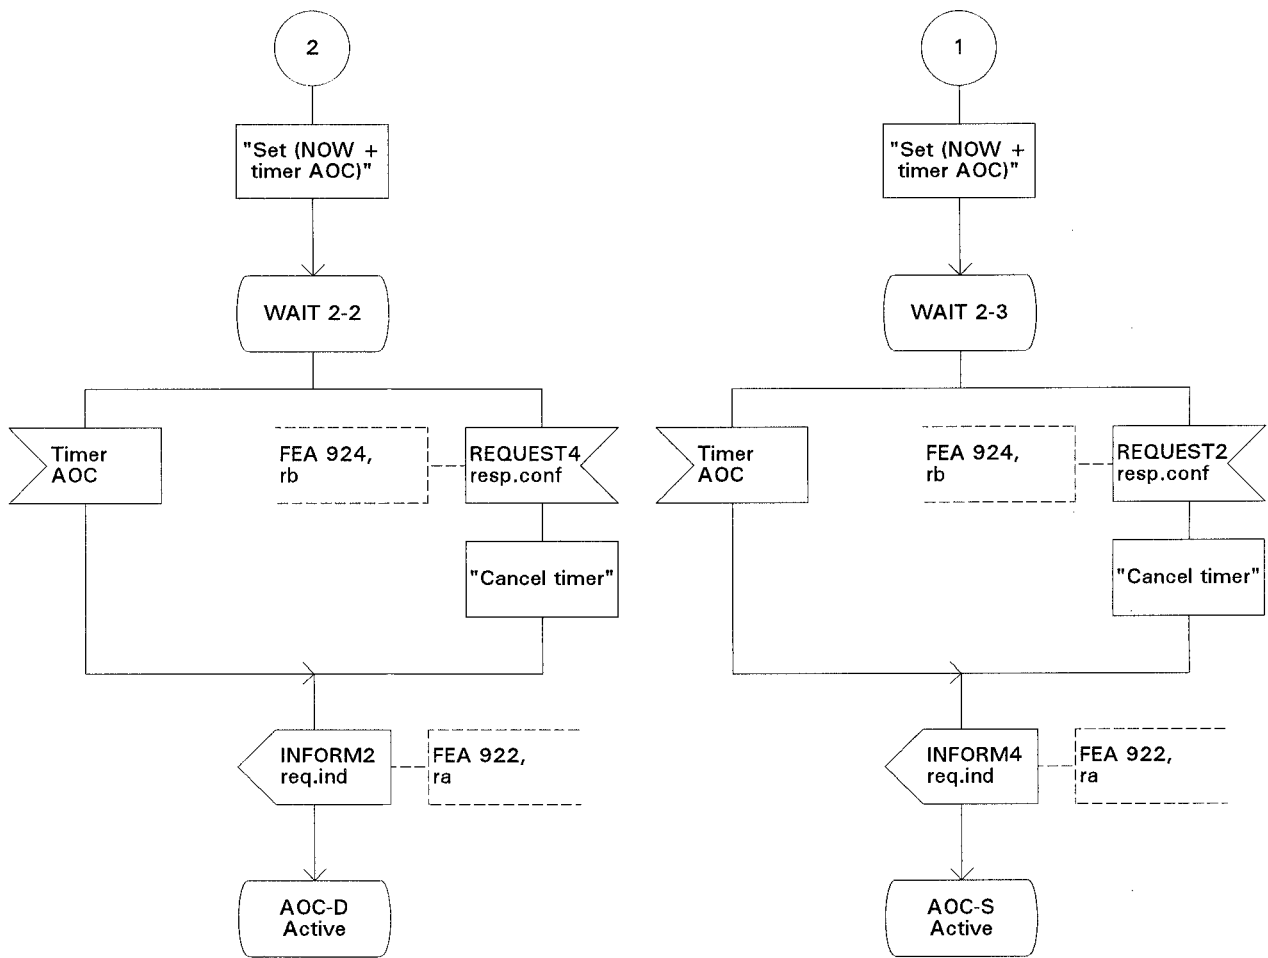 2
"Set (NOW +
timer AOC)"
WAIT 2-2
Timer
AOC
FEA 924,
rb
REQUEST4
resp.conf
"Cancel timer"
INFORM2
req.ind
FEA 922,
ra
AOC-D
Active
1
"Set (NOW +
timer AOC)"
WAIT 2-3
Timer
AOC
FEA 924,
rb
REQUEST2
resp.conf
"Cancel timer"
INFORM4
req.ind
FEA 922,
ra
AOC-S
Active